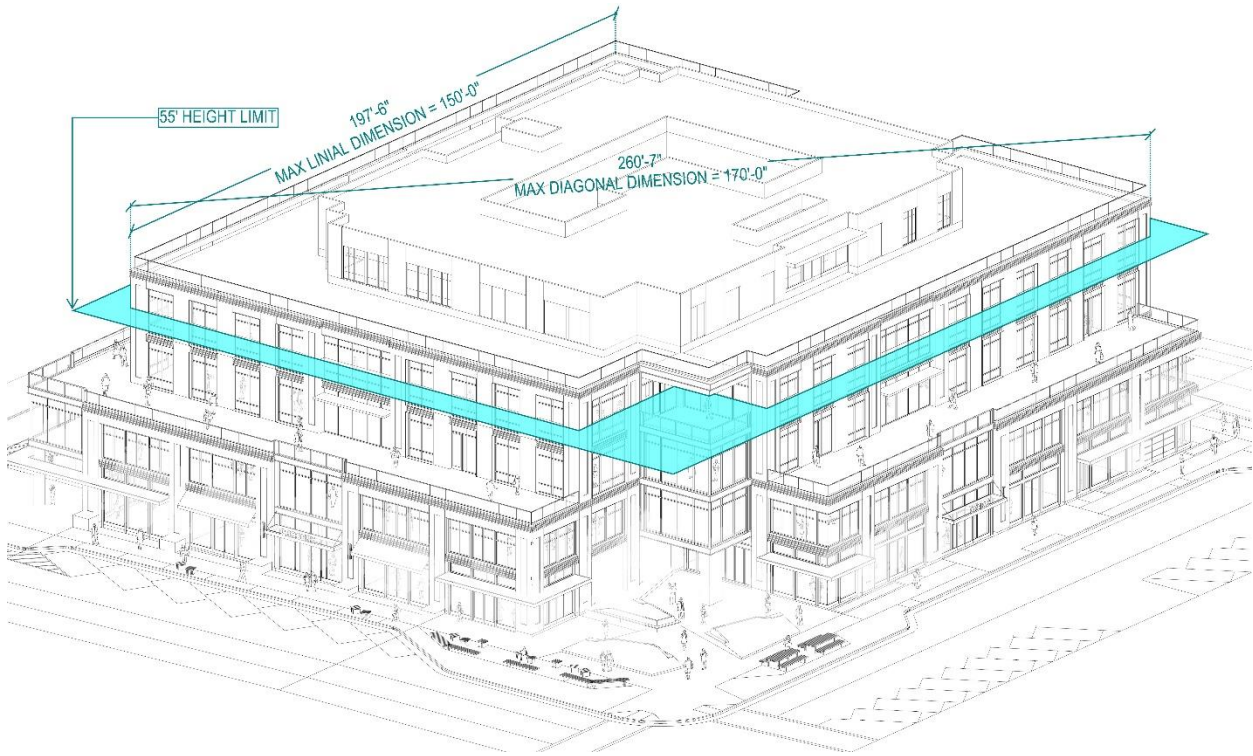 55' HEIGHT LIMIT
197'-6"
MAX LINIAL DIMENSION = 150'-0"
260'-7"
MAX DIAGONAL DIMENSION = 170'-0"